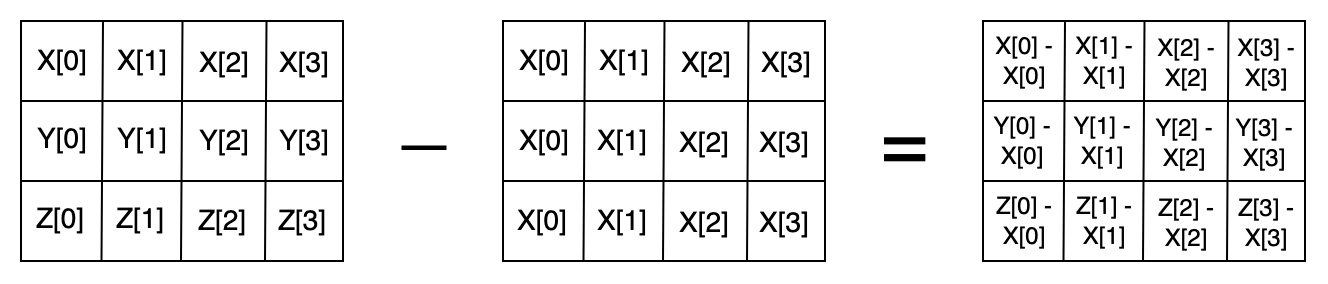 X[0] X[1] X[2] X[3] X[0] X[1] X[2] X[3] X[0] - X[1] - X[2] - X[3] -
X[0] X[1] X[2] X[3]
Y[0] Y[1] Y[2] Y[3] — X[0] X[1] X[2] X[3] = Y[0] - Y[1] - Y[2] - Y[3] -
X[0] X[1] X[2] X[3]
Z[0] Z[1] Z[2] Z[3] X[0] X[1] X[2] X[3] Z[0] - Z[1] - Z[2] - Z[3] -
X[0] X[1] X[2] X[3]